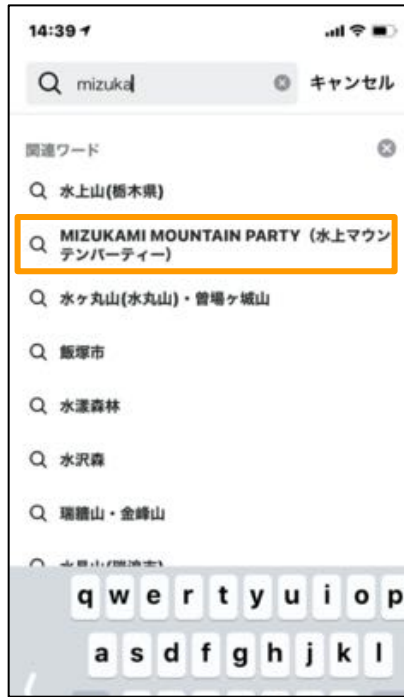 14:39
mizuka
キャンセル
関連ワード
水上山(栃木県)
MIZUKAMI MOUNTAIN PARTY(水上マウン
テンパーティー)
水ヶ丸山(水丸山)・曽場ヶ城山
飯塚市
水漾森林
水沢森
瑞牆山・金峰山
q w e r t y u i o p
a s d f g h j k l